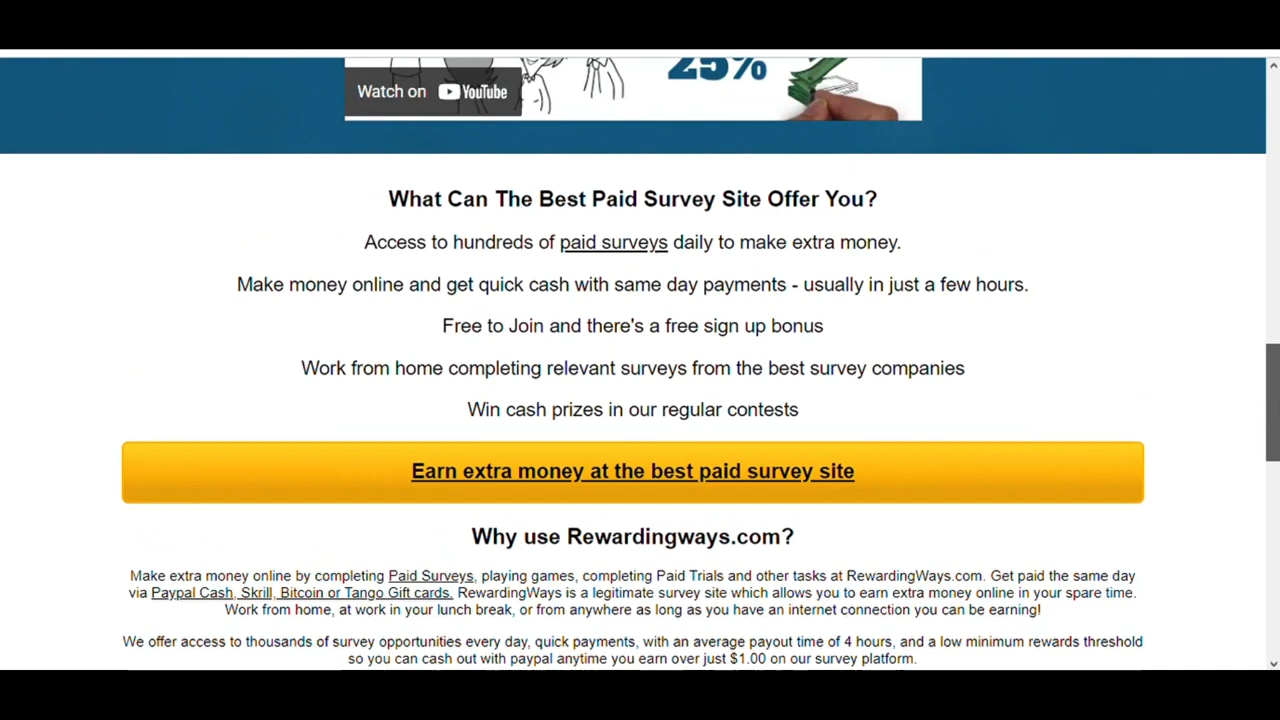 25%
Watch on YouTube
What Can The Best Paid Survey Site Offer You?
Access to hundreds of paid surveys daily to make extra money.
Make money online and get quick cash with same day payments - usually in just a few hours.
Free to Join and there's a free sign up bonus
Work from home completing relevant surveys from the best survey companies
Win cash prizes in our regular contests
Earn extra money at the best paid survey site
Why use Rewardingways.com?
Make extra money online by completing Paid Surveys, playing games, completing Paid Trials and other tasks at RewardingWays.com. Get paid the same day
via Paypal Cash, Skrill, Bitcoin or Tango Gift cards. RewardingWays is a legitimate survey site which allows you to earn extra money online in your spare time.
Work from home, at work in your lunch break, or from anywhere as long as you have an internet connection you can be earning!
We offer access to thousands of survey opportunities every day, quick payments, with an average payout time of 4 hours, and a low minimum rewards threshold
so you can cash out with paypal anytime you earn over just $1.00 on our survey platform.